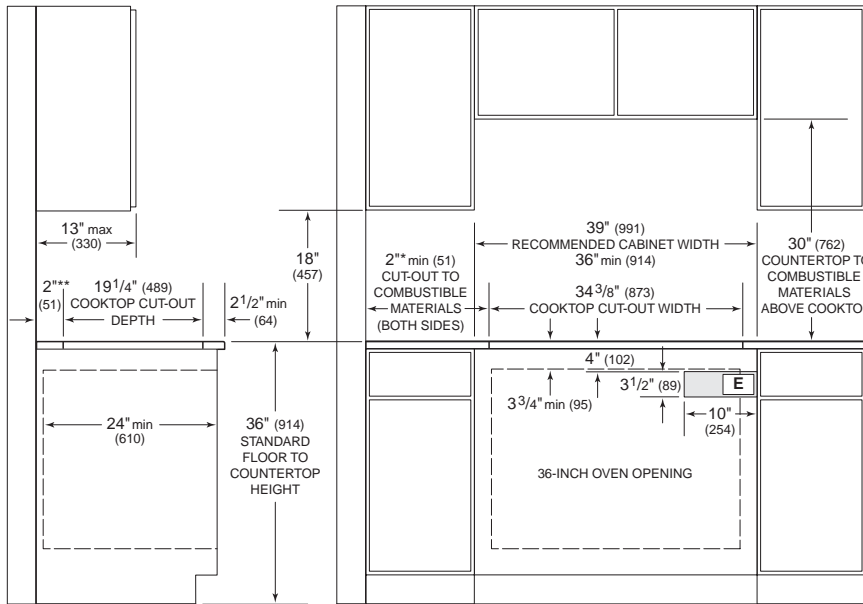 13" max
(330)
2"**
(51)
19 1/4" (489)
COOKTOP CUT-OUT
DEPTH
2 1/2" min
(64)
18"
(457)
24" min
(610)
36" (914)
STANDARD
FLOOR TO
COUNTERTOP
HEIGHT
2"* min (51)
CUT-OUT TO
COMBUSTIBLE
MATERIALS
(BOTH SIDES)
39" (991)
RECOMMENDED CABINET WIDTH
36" min (914)
34 3/8" (873)
COOKTOP CUT-OUT WIDTH
30" (762)
COUNTERTOP TO
COMBUSTIBLE
MATERIALS
ABOVE COOKTO
4" (102)
3 1/2" (89)
E
3 3/4" min (95)
10"
(254)
36-INCH OVEN OPENING